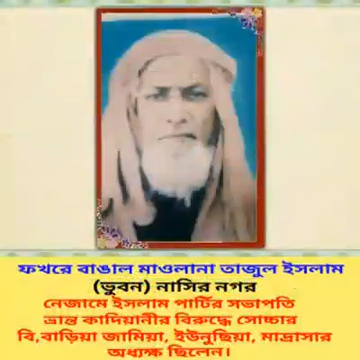 ফখরে বাঙাল মাওলানা তাজুল ইসলাম
(ভুবন) নাসির নগর
নেজামে ইসলাম পার্টির সভাপতি
ভ্রান্ত কাদিয়ানীর বিরুদ্ধে সোচ্চার
বি,বাড়িয়া জামিয়া, ইউনুছিয়া, মাদ্রাসার
অধ্যক্ষ ছিলেন।